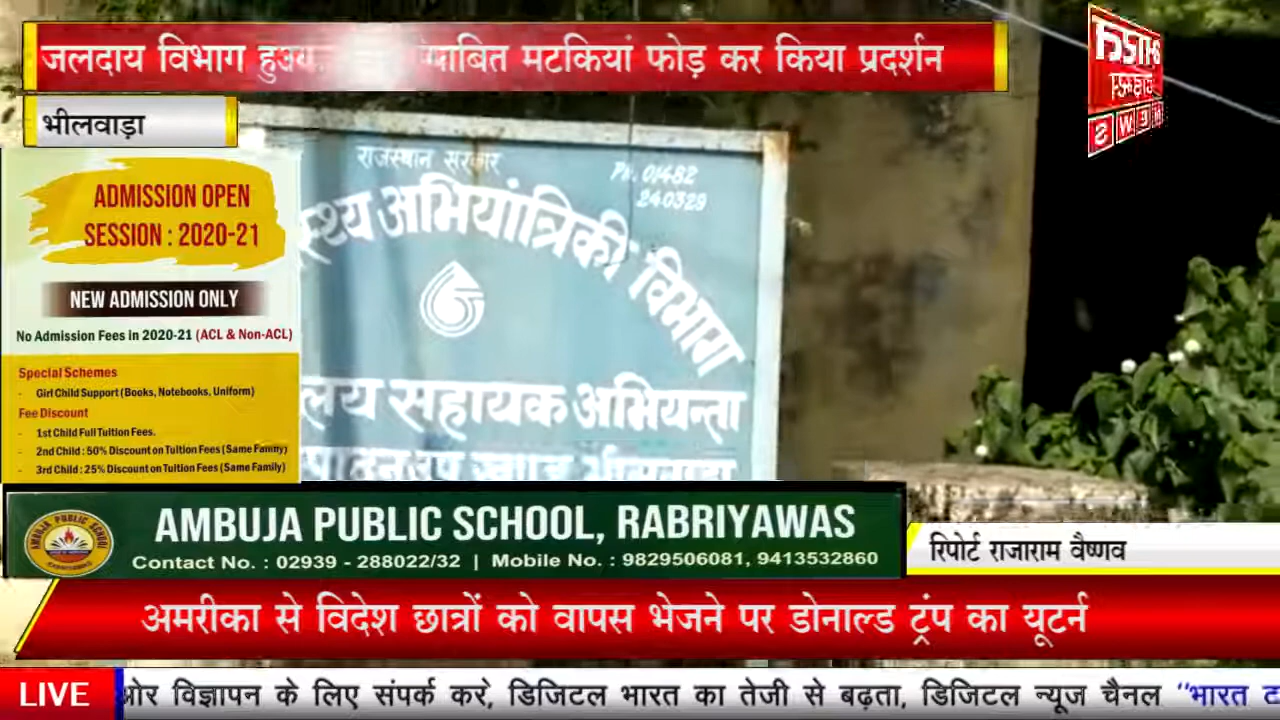 जलदाय विभाग मटकियां फोड़ कर किया प्रदर्शन
भीलवाड़ा
राजस्थान सरकार
Ph. 01482
240329
स्थ्य अभियांत्रिकी विभाग
लय सहायक अभियन्ता
ADMISSION OPEN
SESSION : 2020-21
NEW ADMISSION ONLY
No Admission Fees in 2020-21 (ACL & Non-ACL)
Special Schemes
- Girl Child Support (Books, Notebooks, Uniform)
Fee Discount
- 1st Child Full Tuition Fees.
- 2nd Child : 50% Discount on Tuition Fees (Same Family)
- 3rd Child : 25% Discount on Tuition Fees (Same Family)
AMBUJA PUBLIC SCHOOL, RABRIYAWAS
Contact No. : 02939 - 288022/32 | Mobile No. : 9829506081, 9413532860
रिपोर्ट राजाराम वैष्णव
अमरीका से विदेश छात्रों को वापस भेजने पर डोनाल्ड ट्रंप का यूटर्न
LIVE
ओर विज्ञापन के लिए संपर्क करे, डिजिटल भारत का तेजी से बढ़ता, डिजिटल न्यूज चैनल "भारत